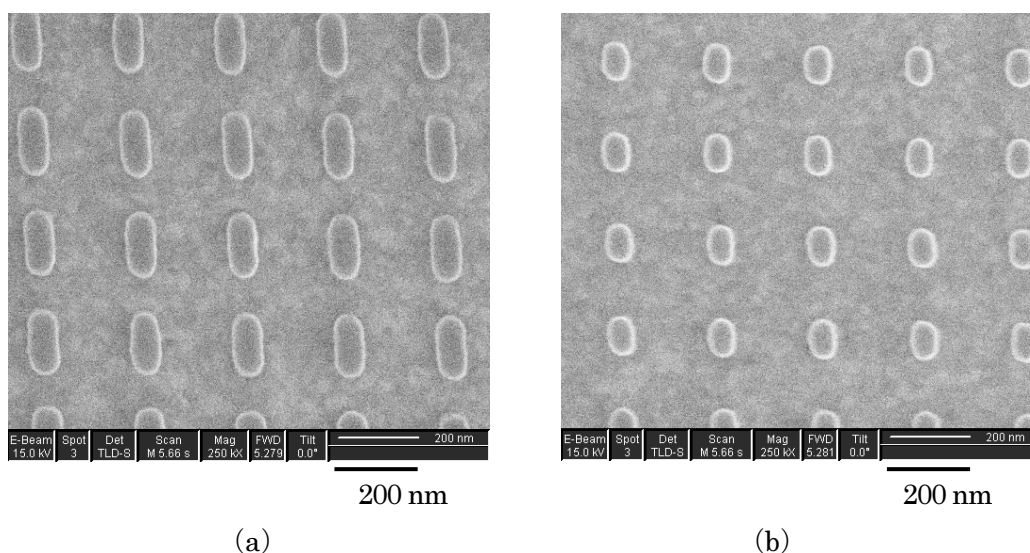 E-Beam Spot Det Scan Mag FWD Tilt 200 nm
15.0 kV 3 TLD-S M 5.66 s 250 kX 5.279 0.0°
200 nm
(a)
E-Beam Spot Det Scan Mag FWD Tilt 200 nm
15.0 kV 3 TLD-S M 5.66 s 250 kX 5.281 0.0°
200 nm
(b)